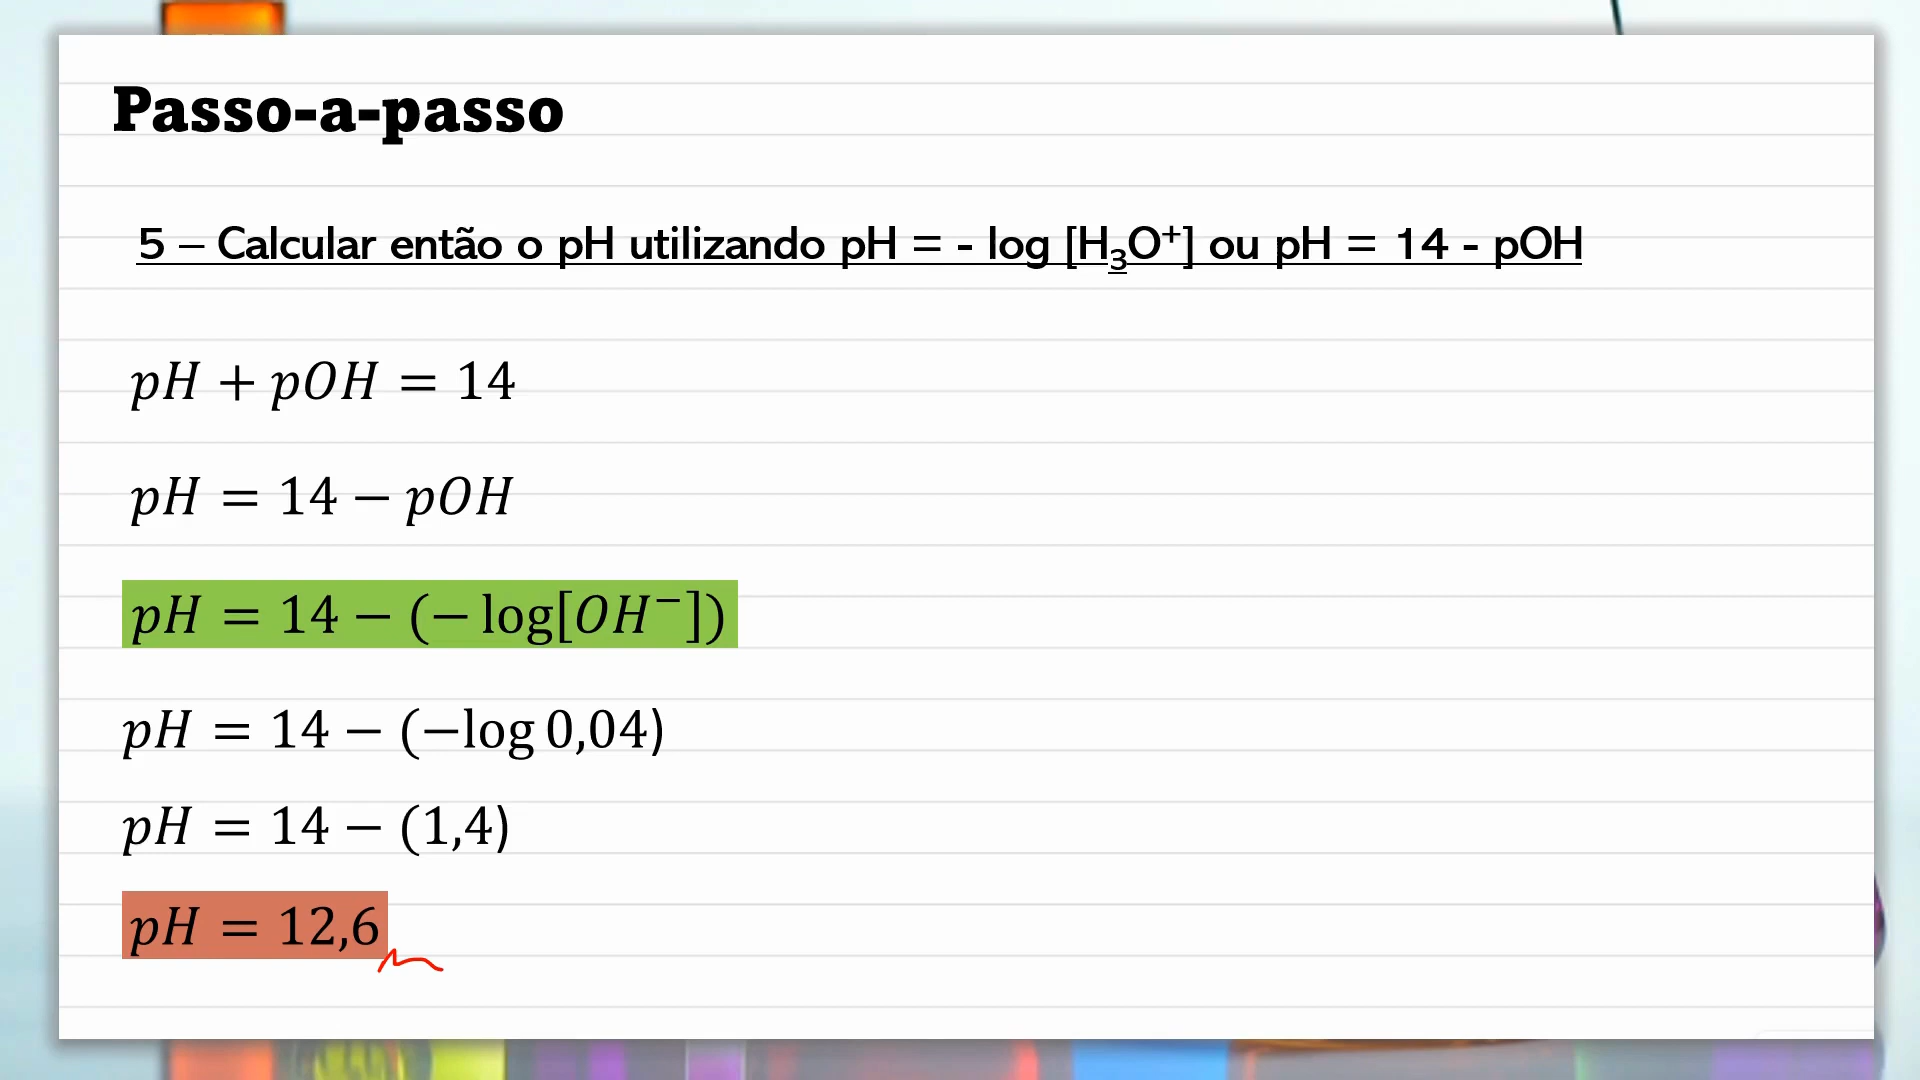 Passo-a-passo
5 – Calcular então o pH utilizando pH = - log [H₃O⁺] ou pH = 14 - pOH
pH + pOH = 14
pH = 14 − pOH
pH = 14 − (− log[OH⁻])
pH = 14 − (−log 0,04)
pH = 14 − (1,4)
pH = 12,6